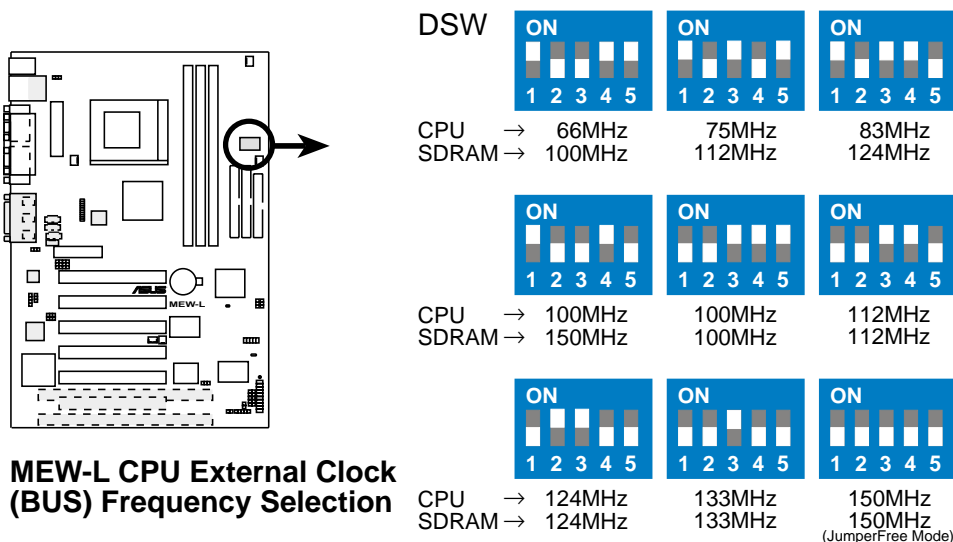 DSW
ON ON ON
1 2 3 4 5 1 2 3 4 5 1 2 3 4 5
CPU → 66MHz 75MHz 83MHz
SDRAM → 100MHz 112MHz 124MHz
ON ON ON
1 2 3 4 5 1 2 3 4 5 1 2 3 4 5
CPU → 100MHz 100MHz 112MHz
SDRAM → 150MHz 100MHz 112MHz
ON ON ON
1 2 3 4 5 1 2 3 4 5 1 2 3 4 5
CPU → 124MHz 133MHz 150MHz
SDRAM → 124MHz 133MHz 150MHz
(JumperFree Mode)
ASUS
MEW-L
MEW-L CPU External Clock
(BUS) Frequency Selection